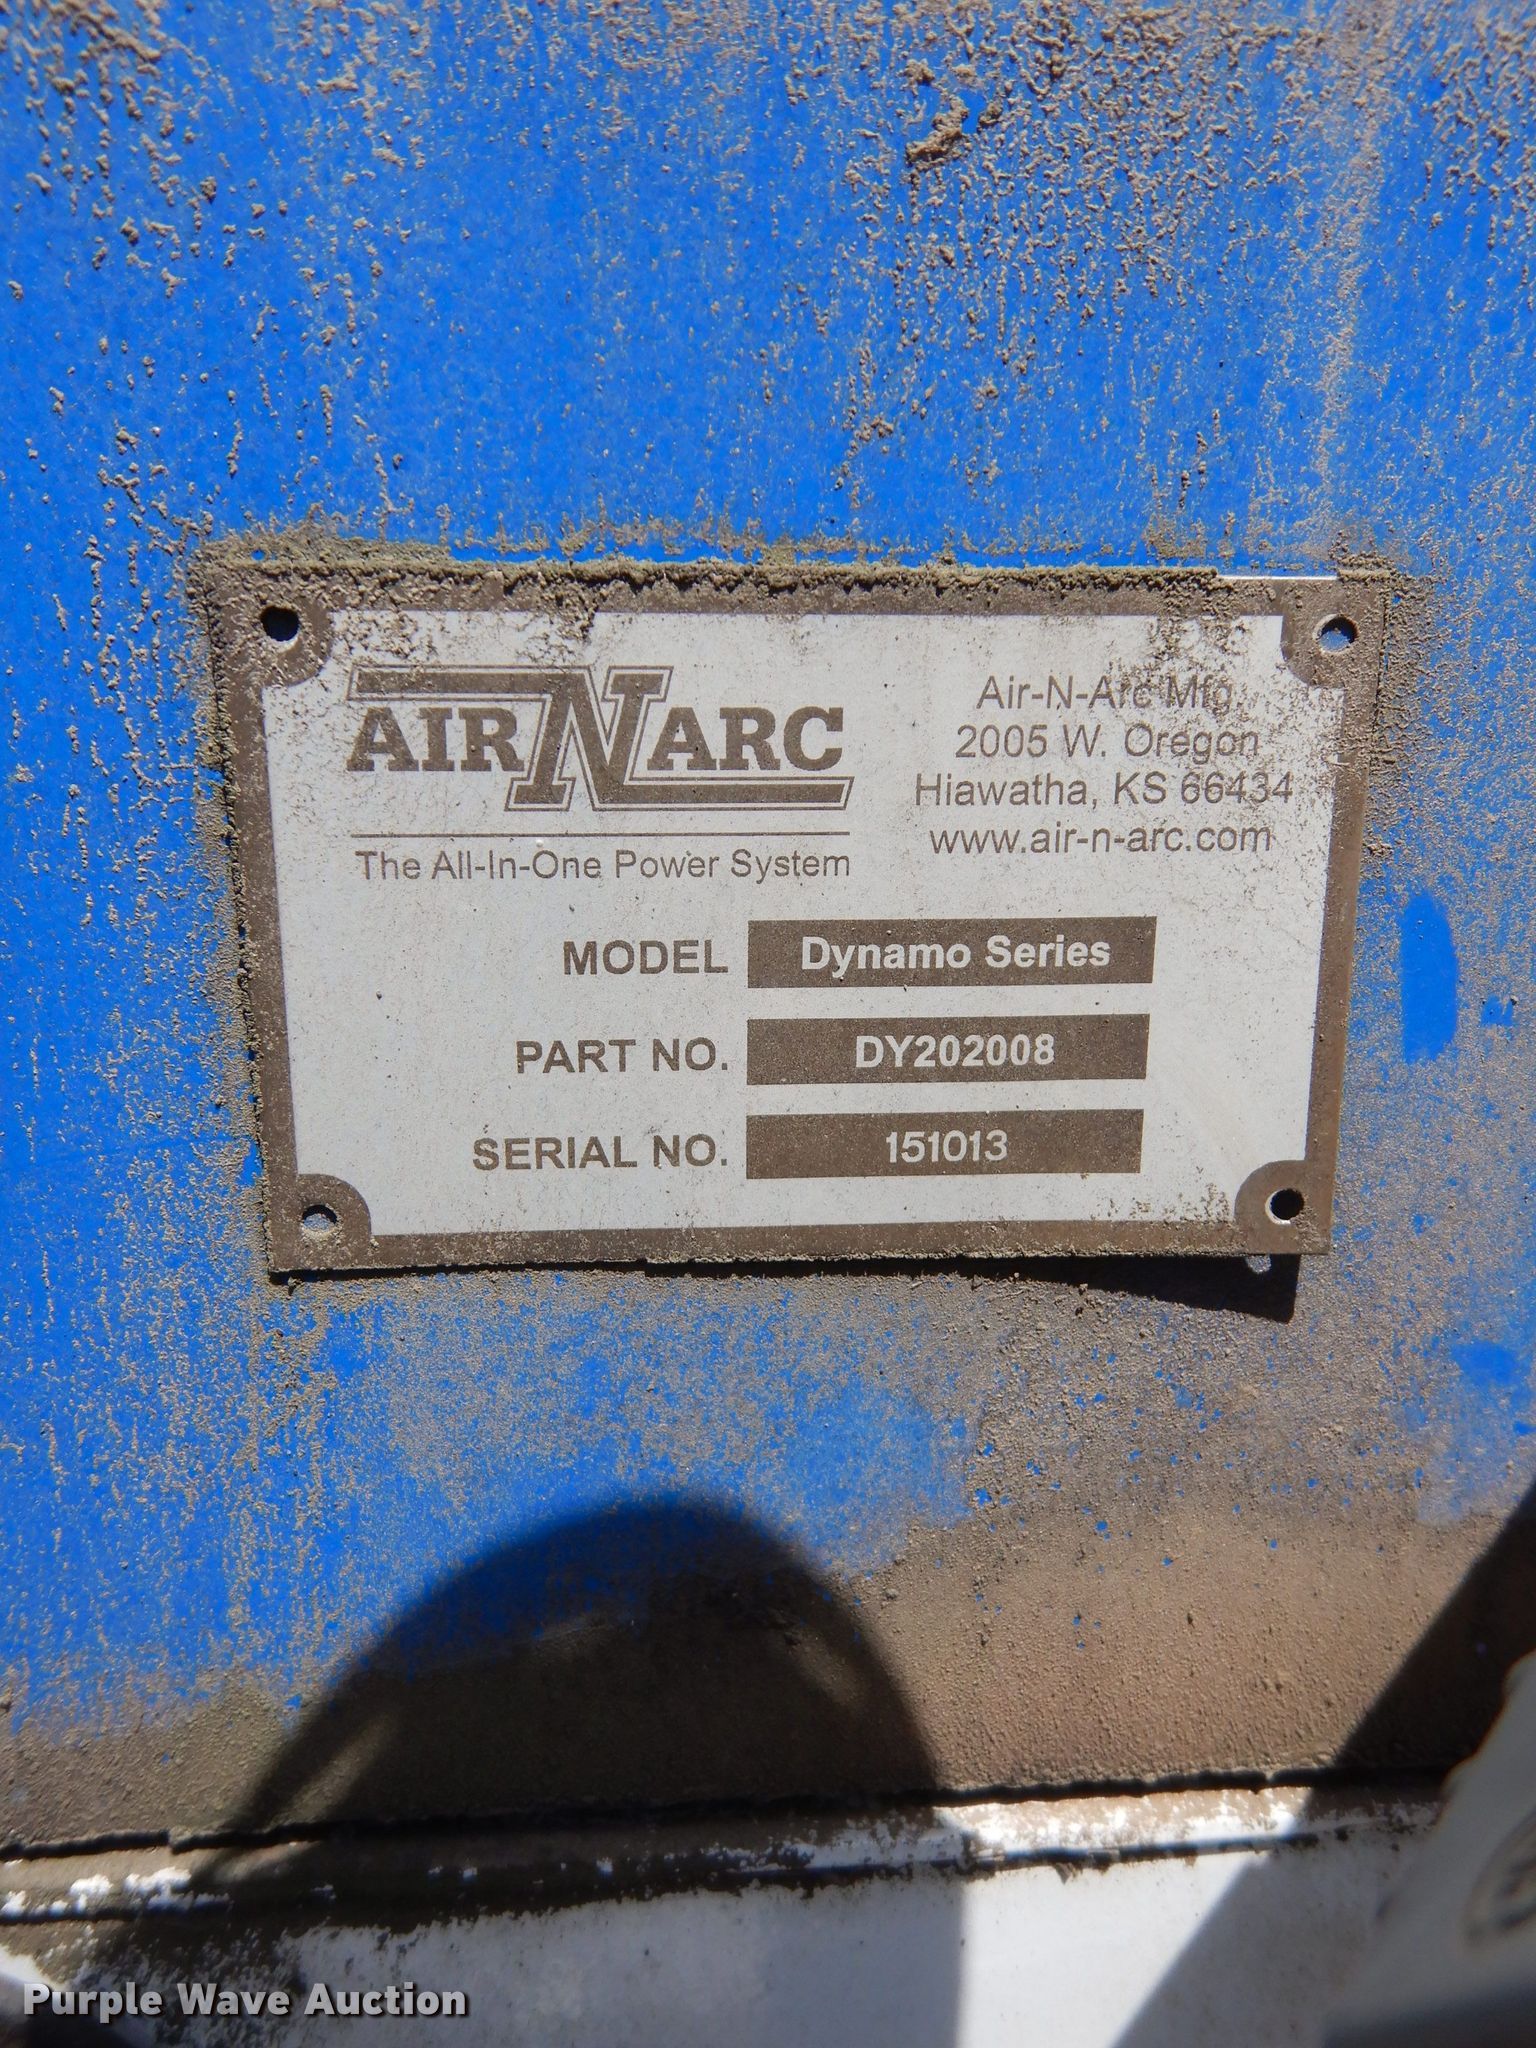 AIR N ARC
The All-In-One Power System
Air-N-Arc Mfg.
2005 W. Oregon
Hiawatha, KS 66434
www.air-n-arc.com
MODEL Dynamo Series
PART NO. DY202008
SERIAL NO. 151013
Purple Wave Auction